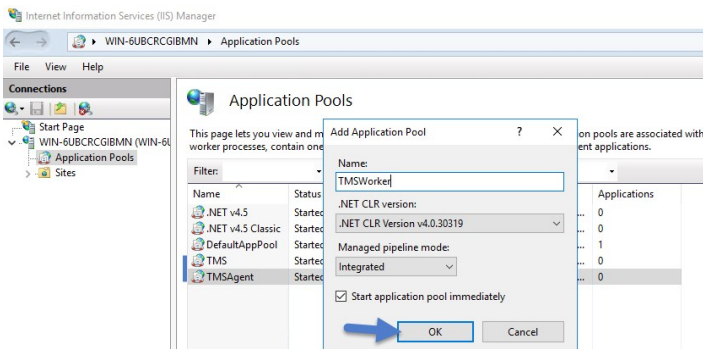 Internet Information Services (IIS) Manager
WIN-6UBCRCGIBMN Application Pools
File View Help
Connections
Start Page
WIN-6UBCRCGIBMN (WIN-6U
Application Pools
Sites
Application Pools
This page lets you view and m on pools are associated with
worker processes, contain one ent applications.
Filter:
Name Status Applications
.NET v4.5 Started ... 0
.NET v4.5 Classic Started ... 0
DefaultAppPool Started ... 1
TMS Started ... 0
TMSAgent Started ... 0
Add Application Pool ? X
Name:
TMSWorker
.NET CLR version:
.NET CLR Version v4.0.30319
Managed pipeline mode:
Integrated
Start application pool immediately
OK Cancel